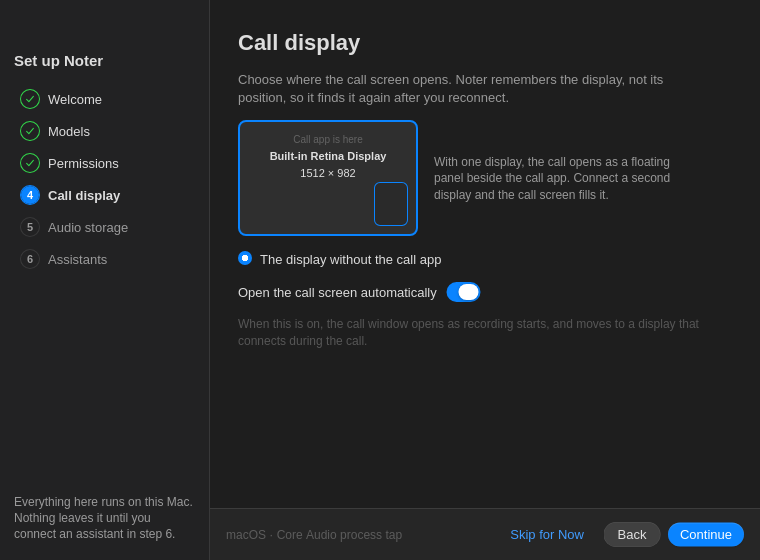 Set up Noter
Welcome
Models
Permissions
4 Call display
5 Audio storage
6 Assistants
Everything here runs on this Mac.
Nothing leaves it until you
connect an assistant in step 6.
Call display
Choose where the call screen opens. Noter remembers the display, not its
position, so it finds it again after you reconnect.
Call app is here
Built-in Retina Display
1512 × 982
With one display, the call opens as a floating
panel beside the call app. Connect a second
display and the call screen fills it.
The display without the call app
Open the call screen automatically
When this is on, the call window opens as recording starts, and moves to a display that
connects during the call.
macOS · Core Audio process tap
Skip for Now
Back
Continue